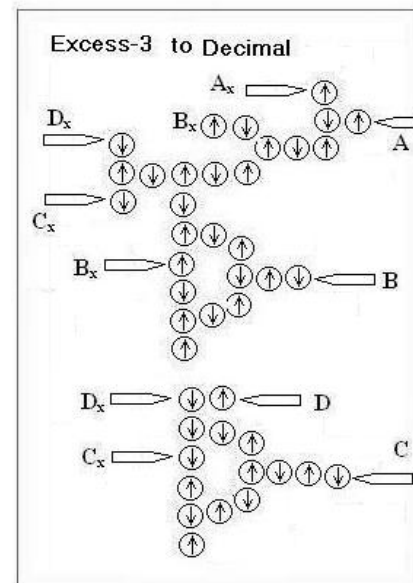 Excess-3 to Decimal
Aₓ
Dₓ
Bₓ
A
Cₓ
Bₓ
B
Dₓ
D
Cₓ
C